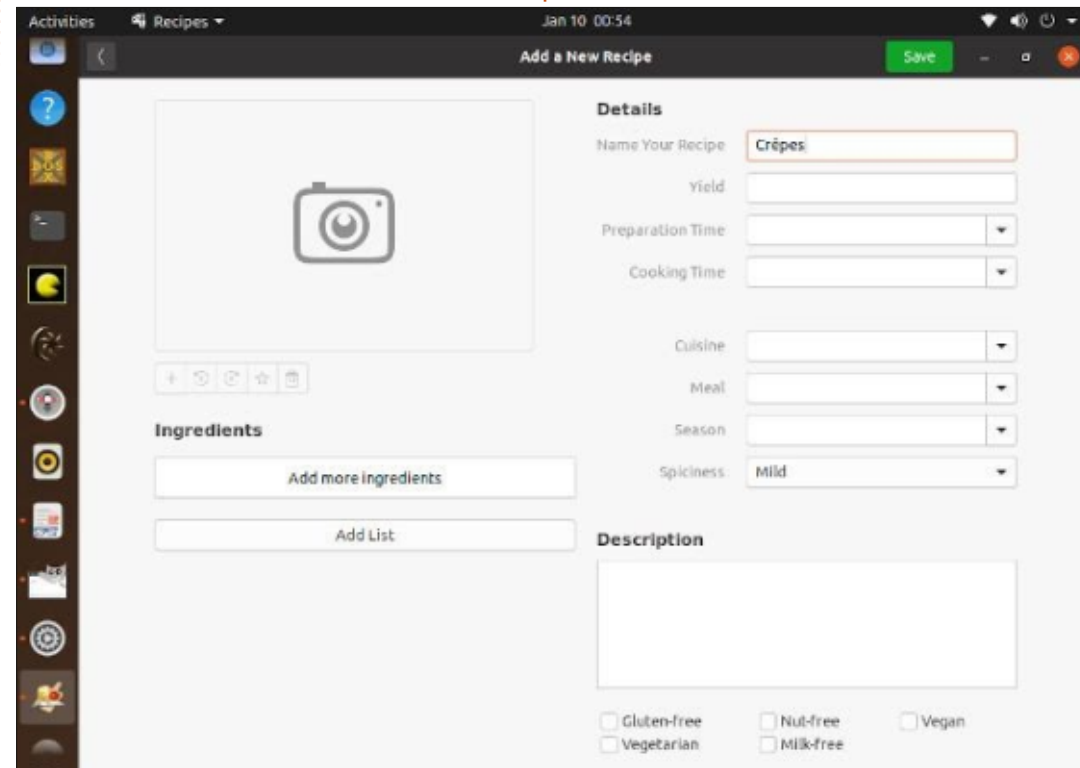 Activities Recipes Jan 10 00:54
Add a New Recipe Save
Details
Name Your Recipe Crêpes
Yield
Preparation Time
Cooking Time
Cuisine
Meal
Season
Spiciness Mild
Ingredients
Add more ingredients
Add List
Description
Gluten-free Nut-free Vegan
Vegetarian Milk-free